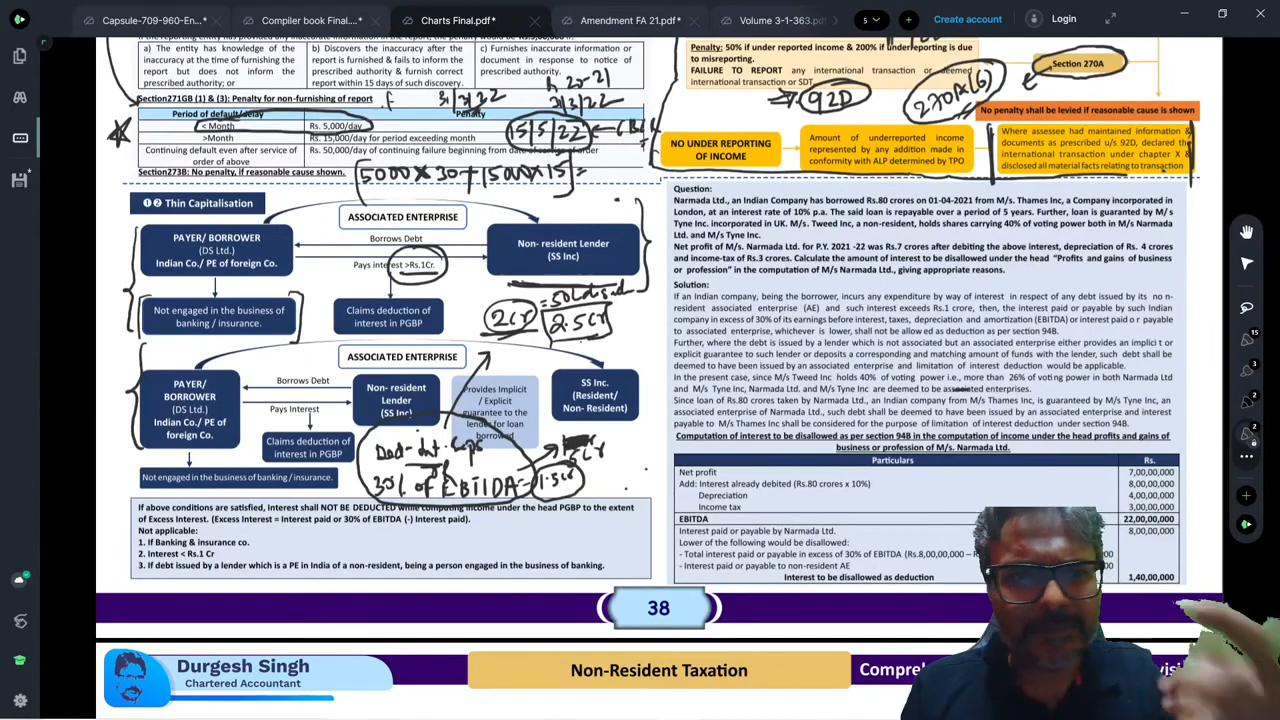 Capsule-709-960-En...*
Compiler book Final....*
Charts Final.pdf*
Amendment FA 21.pdf*
Volume 3-1-363.pdf
5
Create account
Login
a) The entity has knowledge of the inaccuracy at the time of furnishing the report but does not inform the prescribed authority; or
b) Discovers the inaccuracy after the report is furnished & fails to inform the prescribed authority & furnish correct report within 15 days of such discovery.
c) Furnishes inaccurate information or document in response to notice of prescribed authority.
Section271GB (1) & (3): Penalty for non-furnishing of report
31/3/22
Period of default/delay
Penalty
< Month
Rs. 5,000/day
>Month
Rs. 15,000/day for period exceeding month
15/5/22
Continuing default even after service of order of above
Rs. 50,000/day of continuing failure beginning from date of service of order
Section273B: No penalty, if reasonable cause shown.
5000 x 30 + 15000 x 15 =
Thin Capitalisation
ASSOCIATED ENTERPRISE
PAYER/ BORROWER
(DS Ltd.)
Indian Co./ PE of foreign Co.
Borrows Debt
Pays interest >Rs.1Cr.
Non- resident Lender
(SS Inc)
Not engaged in the business of banking / insurance.
Claims deduction of interest in PGBP
2Cr
2.5Cr
ASSOCIATED ENTERPRISE
PAYER/
BORROWER
(DS Ltd.)
Indian Co./ PE of foreign Co.
Borrows Debt
Pays Interest
Non- resident
Lender
(SS Inc)
Provides Implicit / Explicit guarantee to the lender for loan borrowed
SS Inc.
(Resident/
Non- Resident)
Claims deduction of interest in PGBP
Not engaged in the business of banking / insurance.
30% of EBITDA =
1.5Cr
If above conditions are satisfied, Interest shall NOT BE DEDUCTED while computing income under the head PGBP to the extent
of Excess Interest. (Excess Interest = Interest paid or 30% of EBITDA (-) Interest paid).
Not applicable:
1. If Banking & insurance co.
2. Interest < Rs.1 Cr
3. If debt issued by a lender which is a PE in India of a non-resident, being a person engaged in the business of banking.
Penalty: 50% if under reported income & 200% if underreporting is due
to misreporting.
FAILURE TO REPORT any international transaction or deemed
international transaction or SDT
92D
270A(6)
Section 270A
No penalty shall be levied if reasonable cause is shown
NO UNDER REPORTING
OF INCOME
Amount of underreported income represented by any addition made in conformity with ALP determined by TPO
Where assessee had maintained information & documents as prescribed u/s 92D, declared the international transaction under chapter X & disclosed all material facts relating to transaction
Question:
Narmada Ltd., an Indian Company has borrowed Rs.80 crores on 01-04-2021 from M/s. Thames Inc, a Company incorporated in
London, at an interest rate of 10% p.a. The said loan is repayable over a period of 5 years. Further, loan is guaranteed by M/s
Tyne Inc. incorporated in UK. M/s. Tweed Inc, a non-resident, holds shares carrying 40% of voting power both in M/s Narmada
Ltd. and M/s Tyne Inc.
Net profit of M/s. Narmada Ltd. for P.Y. 2021 -22 was Rs.7 crores after debiting the above interest, depreciation of Rs. 4 crores
and income-tax of Rs.3 crores. Calculate the amount of interest to be disallowed under the head "Profits and gains of business
or profession" in the computation of M/s Narmada Ltd., giving appropriate reasons.
Solution:
If an Indian company, being the borrower, incurs any expenditure by way of interest in respect of any debt issued by its no n-
resident associated enterprise (AE) and such interest exceeds Rs.1 crore, then, the interest paid or payable by such Indian
company in excess of 30% of its earnings before interest, taxes, depreciation and amortization (EBITDA) or interest paid o r payable
to associated enterprise, whichever is lower, shall not be allow ed as deduction as per section 94B.
Further, where the debt is issued by a lender which is not associated but an associated enterprise either provides an implici t or
explicit guarantee to such lender or deposits a corresponding and matching amount of funds with the lender, such debt shall be
deemed to have been issued by an associated enterprise and limitation of interest deduction would be applicable.
In the present case, since M/s Tweed Inc holds 40% of voting power i.e., more than 26% of voting power in both Narmada Ltd
and M/s Tyne Inc, Narmada Ltd. and M/s Tyne Inc are deemed to be associated enterprises.
Since loan of Rs.80 crores taken by Narmada Ltd., an Indian company from M/s Thames Inc, is guaranteed by M/s Tyne Inc, an
associated enterprise of Narmada Ltd., such debt shall be deemed to have been issued by an associated enterprise and interest
payable to M/s Thames Inc shall be considered for the purpose of limitation of interest deduction under section 94B.
Computation of interest to be disallowed as per section 94B in the computation of income under the head profits and gains of
business or profession of M/s. Narmada Ltd.
Particulars
Rs.
Net profit
7,00,00,000
Add: Interest already debited (Rs.80 crores x 10%)
8,00,00,000
Depreciation
4,00,00,000
Income tax
3,00,00,000
EBITDA
22,00,00,000
Interest paid or payable by Narmada Ltd.
8,00,00,000
Lower of the following would be disallowed:
- Total interest paid or payable in excess of 30% of EBITDA (Rs.8,00,00,000 –
- Interest paid or payable to non-resident AE
Interest to be disallowed as deduction
1,40,00,000
38
Durgesh Singh
Chartered Accountant
Non-Resident Taxation